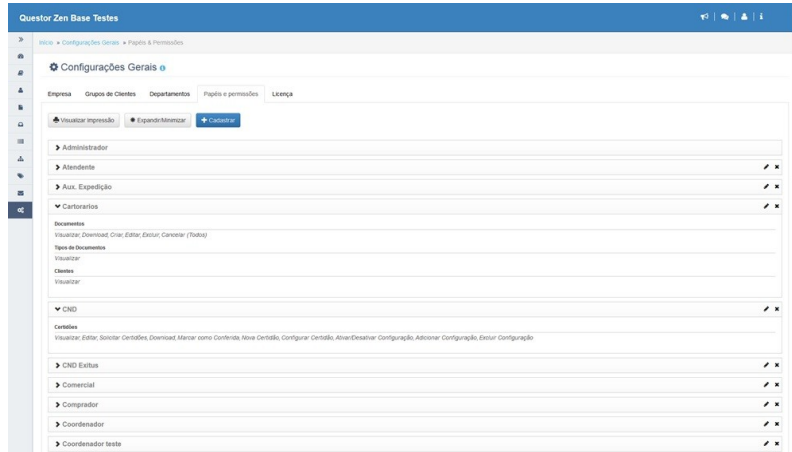 Questor Zen Base Testes
Início » Configurações Gerais » Papéis & Permissões
Configurações Gerais
Empresa Grupos de Clientes Departamentos Papéis e permissões Licença
Visualizar impressão Expandir/Minimizar Cadastrar
Administrador
Atendente
Aux. Expedição
Cartorarios
Documentos
Visualizar, Download, Criar, Editar, Excluir, Cancelar (Todos)
Tipos de Documentos
Visualizar
Clientes
Visualizar
CND
Certidões
Visualizar, Editar, Solicitar Certidões, Download, Marcar como Conferida, Nova Certidão, Configurar Certidão, Ativar/Desativar Configuração, Adicionar Configuração, Excluir Configuração
CND Exitus
Comercial
Comprador
Coordenador
Coordenador teste